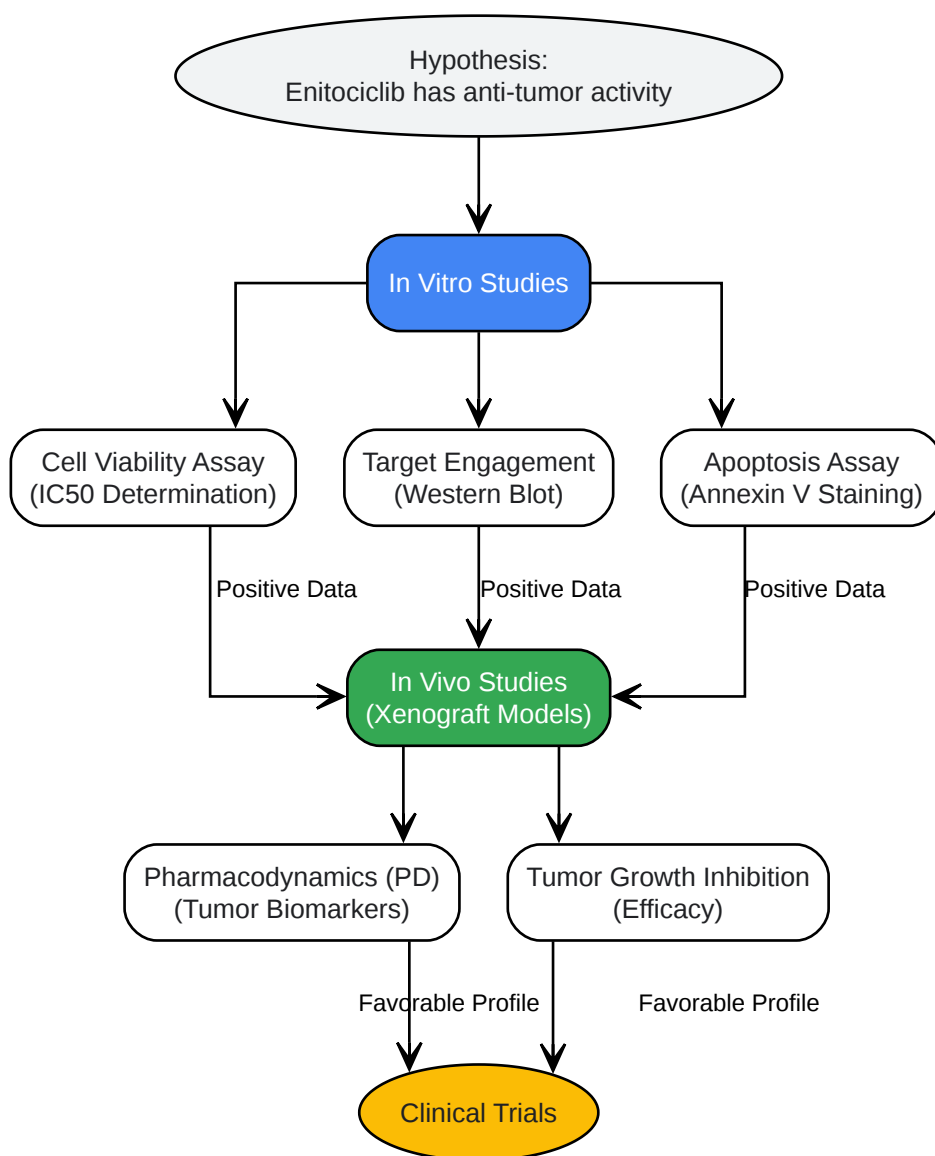 Hypothesis:
Enitociclib has anti-tumor activity
In Vitro Studies
Cell Viability Assay
(IC50 Determination)
Target Engagement
(Western Blot)
Apoptosis Assay
(Annexin V Staining)
Positive Data
Positive Data
Positive Data
In Vivo Studies
(Xenograft Models)
Pharmacodynamics (PD)
(Tumor Biomarkers)
Tumor Growth Inhibition
(Efficacy)
Favorable Profile
Favorable Profile
Clinical Trials